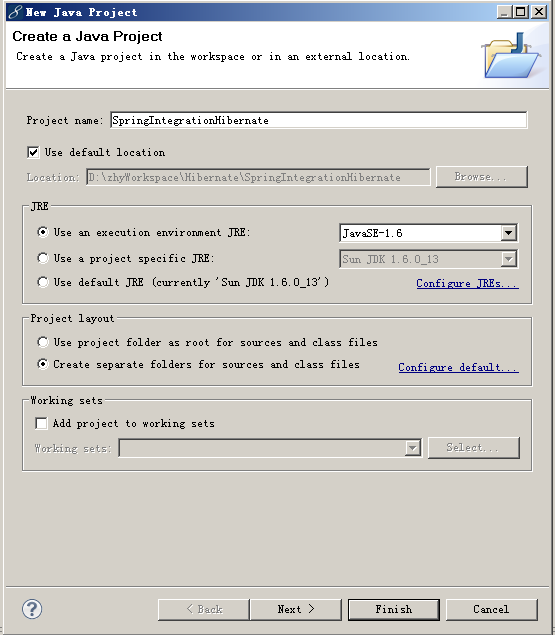 New Java Project
Create a Java Project
Create a Java project in the workspace or in an external location.
Project name: SpringIntegrationHibernate
Use default location
Location: D:\zhyWorkspace\Hibernate\SpringIntegrationHibernate Browse...
JRE
Use an execution environment JRE: JavaSE-1.6
Use a project specific JRE: Sun JDK 1.6.0_13
Use default JRE (currently 'Sun JDK 1.6.0_13') Configure JREs...
Project layout
Use project folder as root for sources and class files
Create separate folders for sources and class files Configure default...
Working sets
Add project to working sets
Working sets: Select...
? < Back Next > Finish Cancel